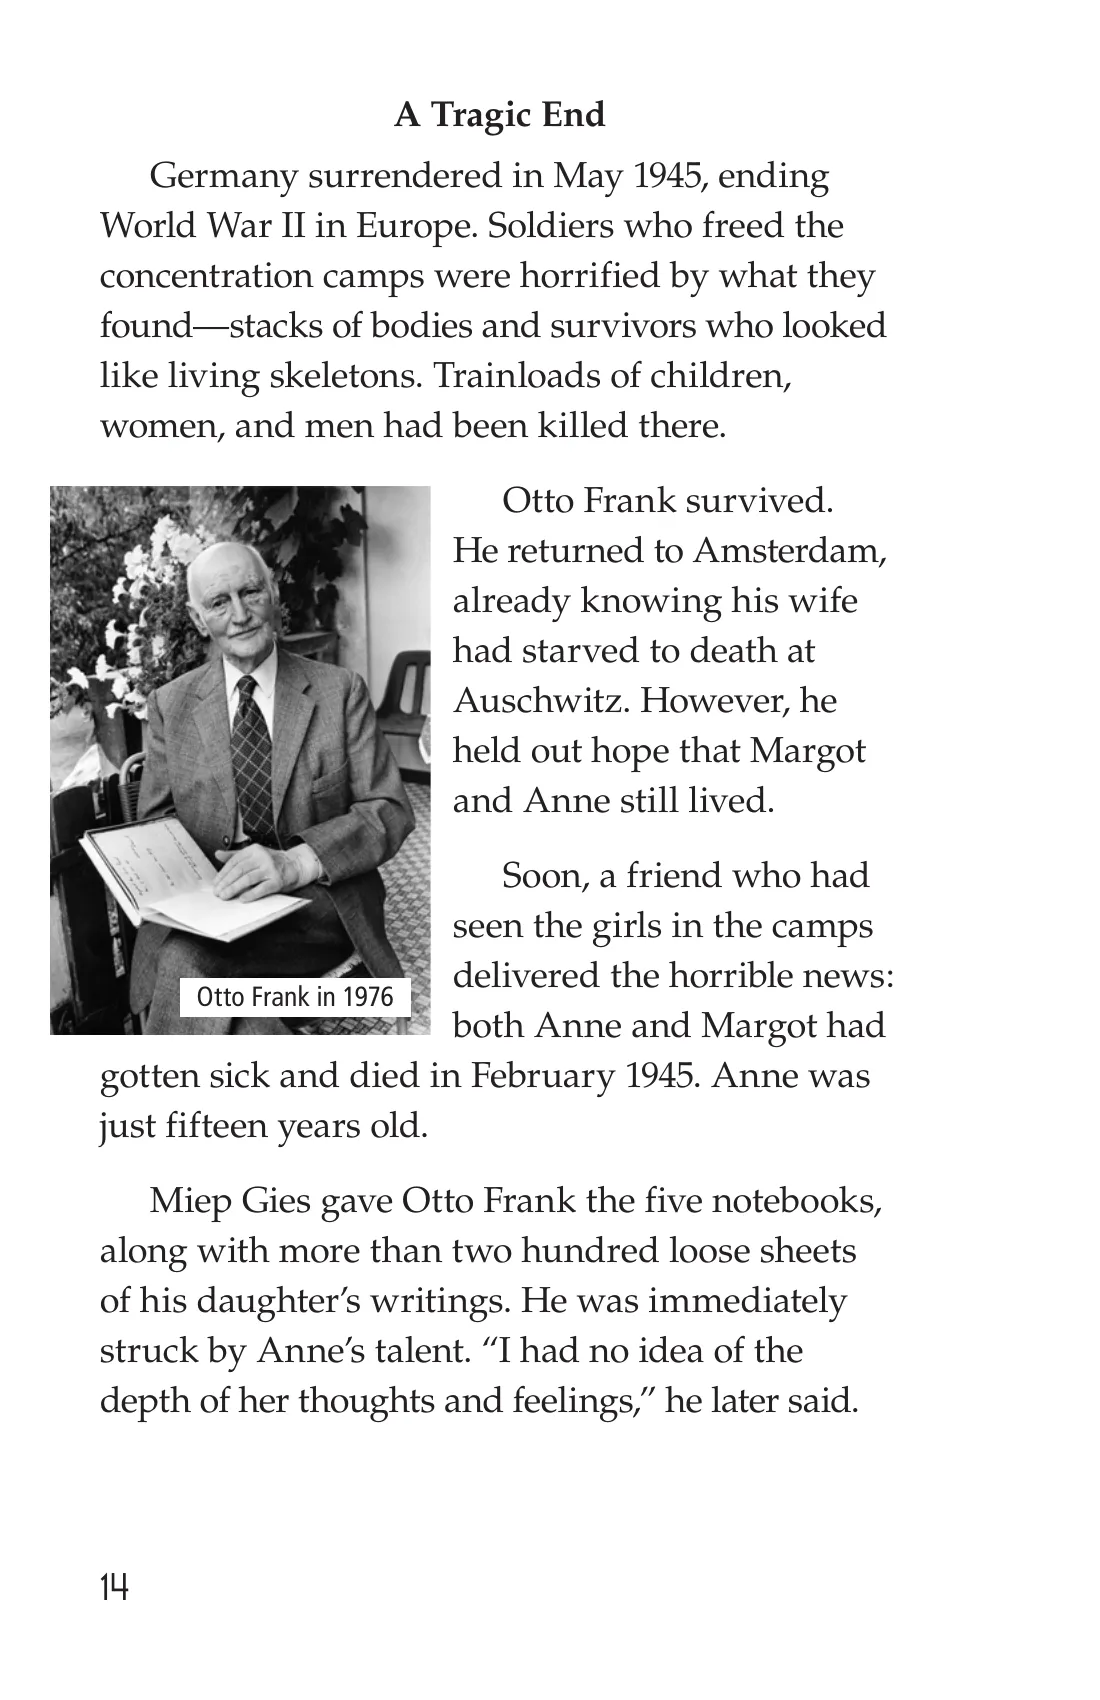 A Tragic End
Germany surrendered in May 1945, ending
World War II in Europe. Soldiers who freed the
concentration camps were horrified by what they
found—stacks of bodies and survivors who looked
like living skeletons. Trainloads of children,
women, and men had been killed there.
Otto Frank survived.
He returned to Amsterdam,
already knowing his wife
had starved to death at
Auschwitz. However, he
held out hope that Margot
and Anne still lived.
Soon, a friend who had
seen the girls in the camps
delivered the horrible news:
both Anne and Margot had
Otto Frank in 1976
gotten sick and died in February 1945. Anne was
just fifteen years old.
Miep Gies gave Otto Frank the five notebooks,
along with more than two hundred loose sheets
of his daughter’s writings. He was immediately
struck by Anne’s talent. “I had no idea of the
depth of her thoughts and feelings,” he later said.
14